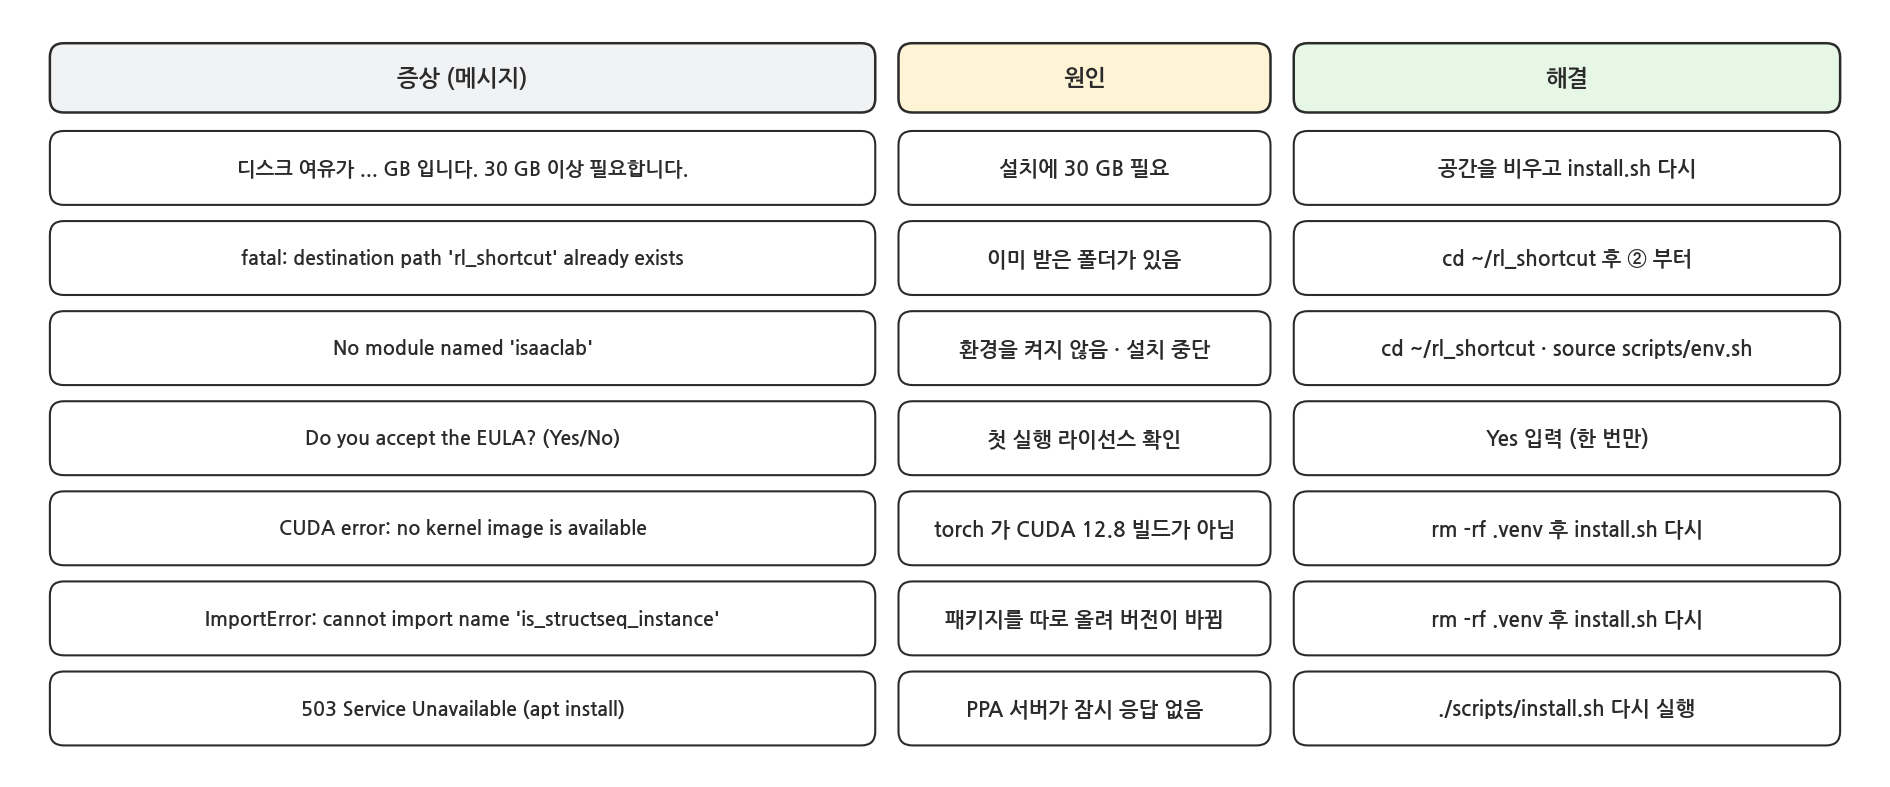 증상 (메시지)
원인
해결
디스크 여유가 ... GB 입니다. 30 GB 이상 필요합니다.
설치에 30 GB 필요
공간을 비우고 install.sh 다시
fatal: destination path 'rl_shortcut' already exists
이미 받은 폴더가 있음
cd ~/rl_shortcut 후 ② 부터
No module named 'isaaclab'
환경을 켜지 않음 · 설치 중단
cd ~/rl_shortcut · source scripts/env.sh
Do you accept the EULA? (Yes/No)
첫 실행 라이선스 확인
Yes 입력 (한 번만)
CUDA error: no kernel image is available
torch 가 CUDA 12.8 빌드가 아님
rm -rf .venv 후 install.sh 다시
ImportError: cannot import name 'is_structseq_instance'
패키지를 따로 올려 버전이 바뀜
rm -rf .venv 후 install.sh 다시
503 Service Unavailable (apt install)
PPA 서버가 잠시 응답 없음
./scripts/install.sh 다시 실행